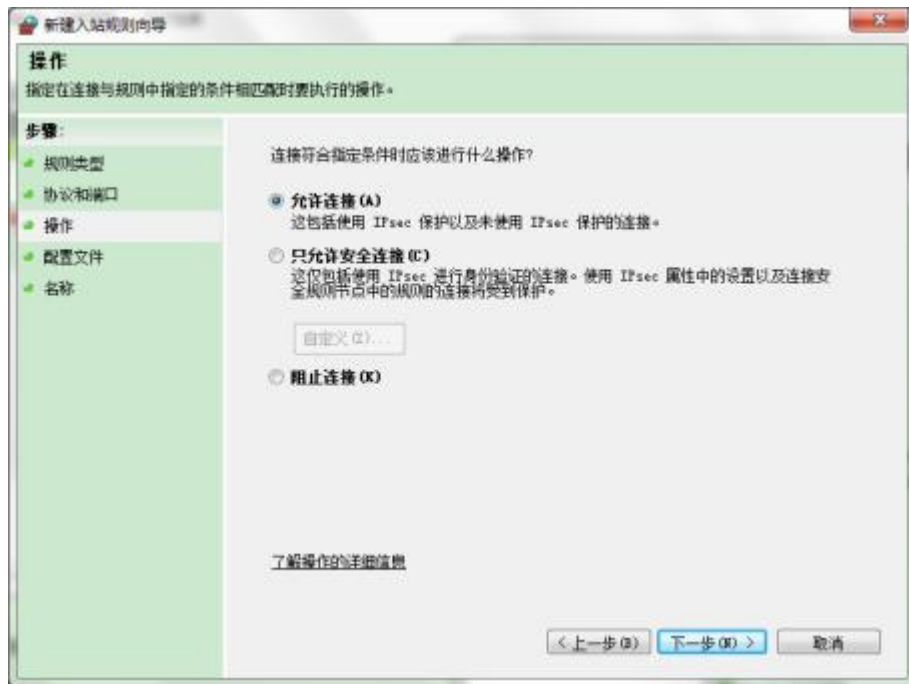 新建入站规则向导
操作
指定在连接与规则中指定的条件相匹配时要执行的操作。
步骤:
规则类型
协议和端口
操作
配置文件
名称
连接符合指定条件时应该进行什么操作?
允许连接(A)
这包括使用 IPsec 保护以及未使用 IPsec 保护的连接。
只允许安全连接(C)
这仅包括使用 IPsec 进行身份验证的连接。使用 IPsec 属性中的设置以及连接安
全规则节点中的规则的连接将受到保护。
自定义(Z)...
阻止连接(K)
了解操作的详细信息
< 上一步(B)
下一步(N) >
取消